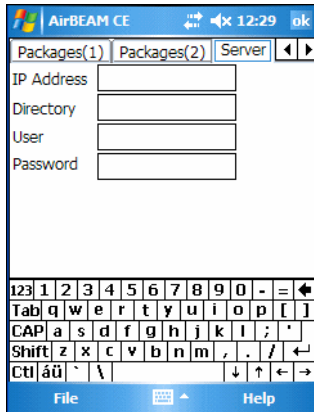 AirBEAM CE 12:29 ok
Packages(1) Packages(2) Server
IP Address
Directory
User
Password
123 1 2 3 4 5 6 7 8 9 0 - =
Tab q w e r t y u i o p [ ]
CAP a s d f g h j k l ; '
Shift z x c v b n m , . /
Ctl áü ` \
File Help